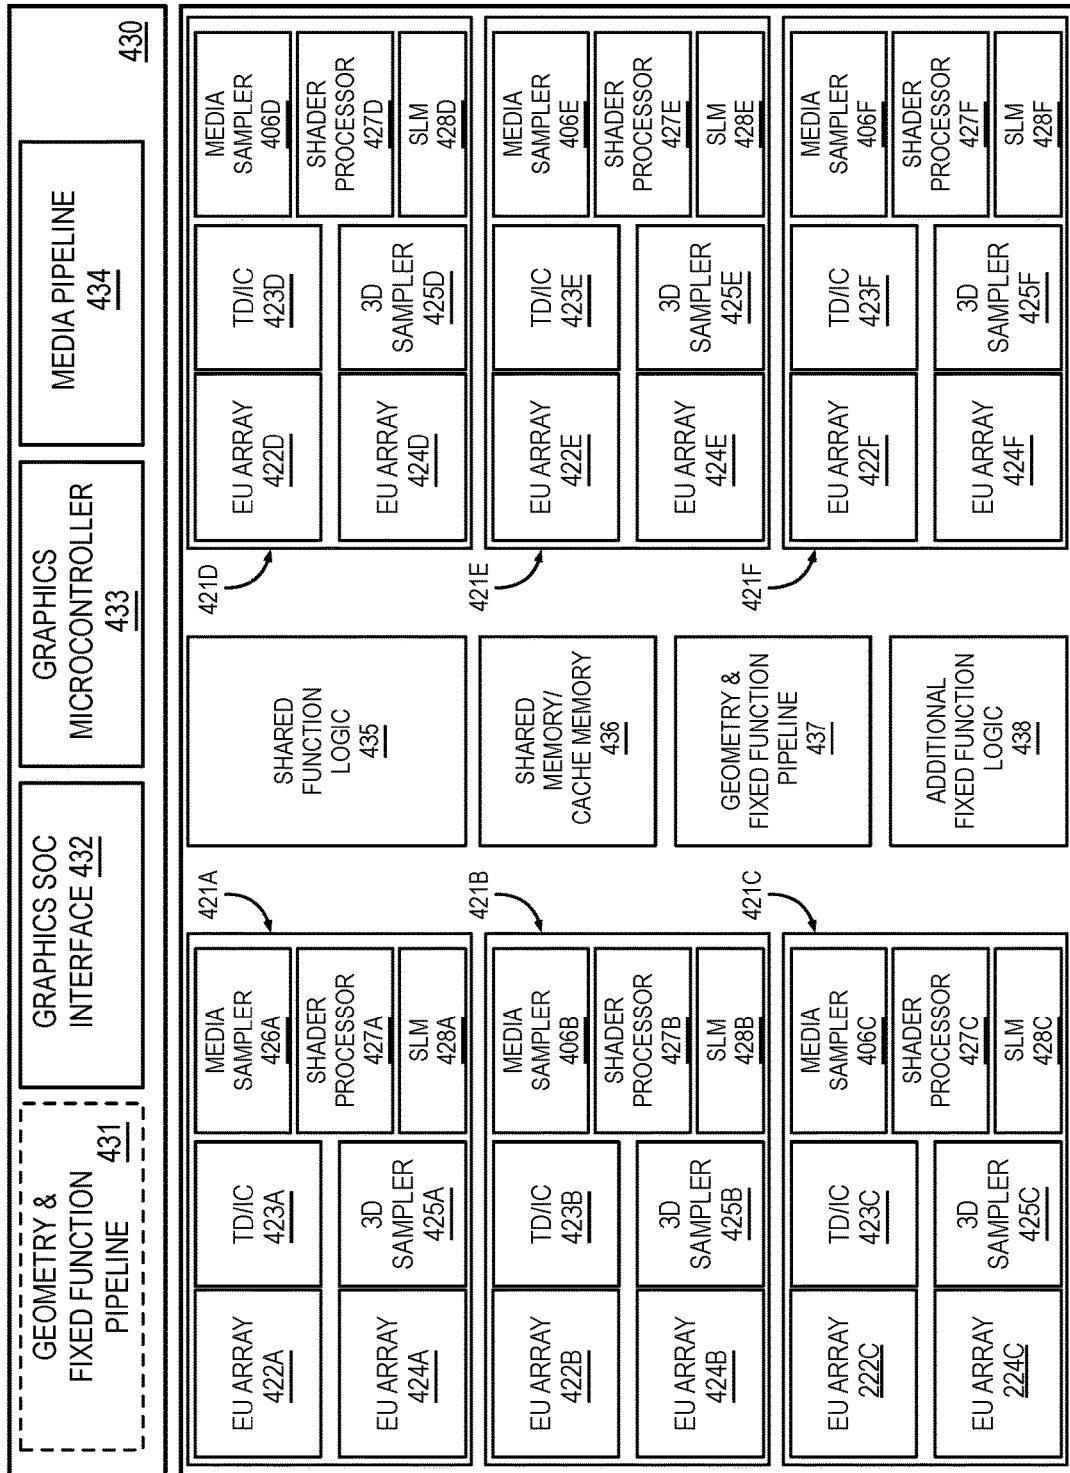 430
GEOMETRY &
FIXED FUNCTION
PIPELINE
431
GRAPHICS SOC
INTERFACE 432
GRAPHICS
MICROCONTROLLER
433
MEDIA PIPELINE
434
421A
EU ARRAY
422A
TD/IC
423A
MEDIA
SAMPLER
426A
SHADER
PROCESSOR
427A
EU ARRAY
424A
3D
SAMPLER
425A
SLM
428A
SHARED
FUNCTION
LOGIC
435
421D
EU ARRAY
422D
TD/IC
423D
MEDIA
SAMPLER
406D
SHADER
PROCESSOR
427D
EU ARRAY
424D
3D
SAMPLER
425D
SLM
428D
421B
EU ARRAY
422B
TD/IC
423B
MEDIA
SAMPLER
406B
SHADER
PROCESSOR
427B
EU ARRAY
424B
3D
SAMPLER
425B
SLM
428B
SHARED
MEMORY/
CACHE MEMORY
436
421E
EU ARRAY
422E
TD/IC
423E
MEDIA
SAMPLER
406E
SHADER
PROCESSOR
427E
EU ARRAY
424E
3D
SAMPLER
425E
SLM
428E
GEOMETRY &
FIXED FUNCTION
PIPELINE
437
421C
EU ARRAY
222C
TD/IC
423C
MEDIA
SAMPLER
406C
SHADER
PROCESSOR
427C
EU ARRAY
224C
3D
SAMPLER
425C
SLM
428C
ADDITIONAL
FIXED FUNCTION
LOGIC
438
421F
EU ARRAY
422F
TD/IC
423F
MEDIA
SAMPLER
406F
SHADER
PROCESSOR
427F
EU ARRAY
424F
3D
SAMPLER
425F
SLM
428F